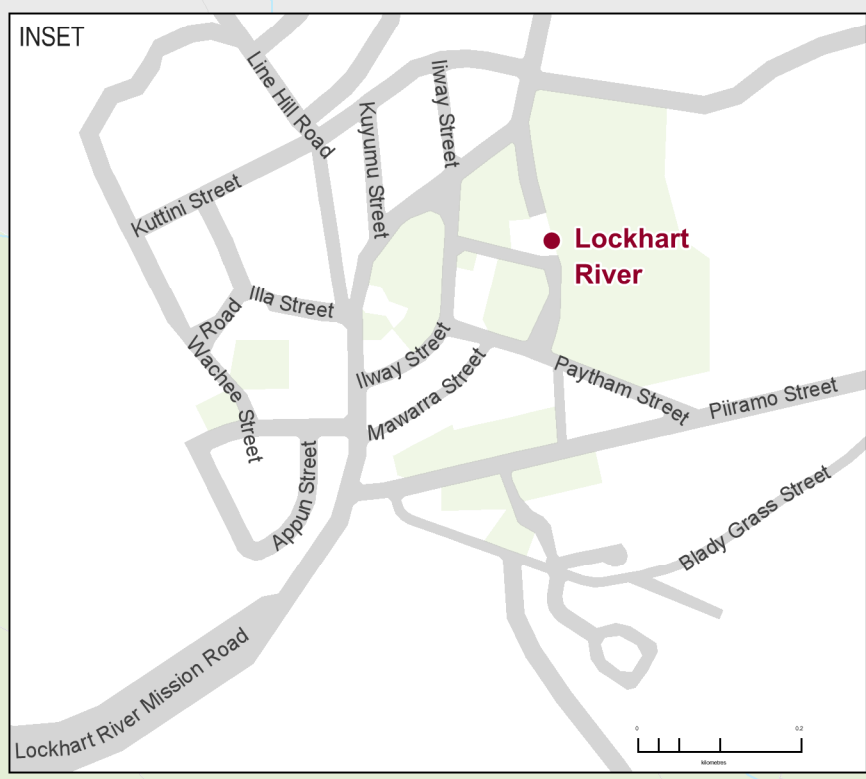 INSET
Line Hill Road
Iiway Street
Kuyumu Street
Kuttini Street
Lockhart
River
Illa Street
Road
Wachee Street
Ilway Street
Mawarra Street
Paytham Street
Piiramo Street
Appun Street
Blady Grass Street
Lockhart River Mission Road
0
0.2
kilometres